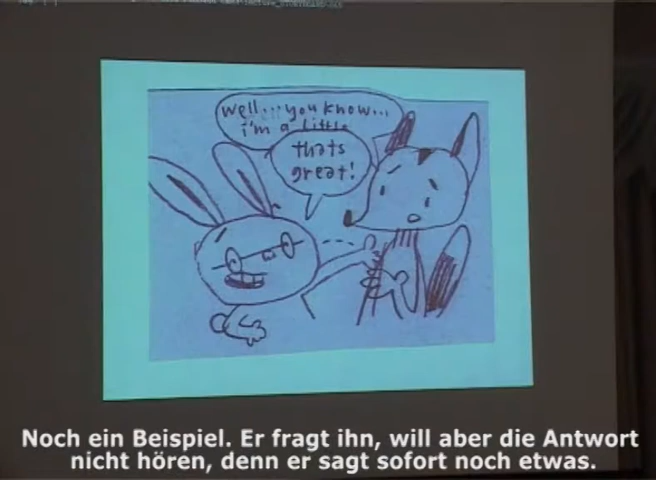 well...you know...
i'm a little
thats
great!
Noch ein Beispiel. Er fragt ihn, will aber die Antwort
nicht hören, denn er sagt sofort noch etwas.